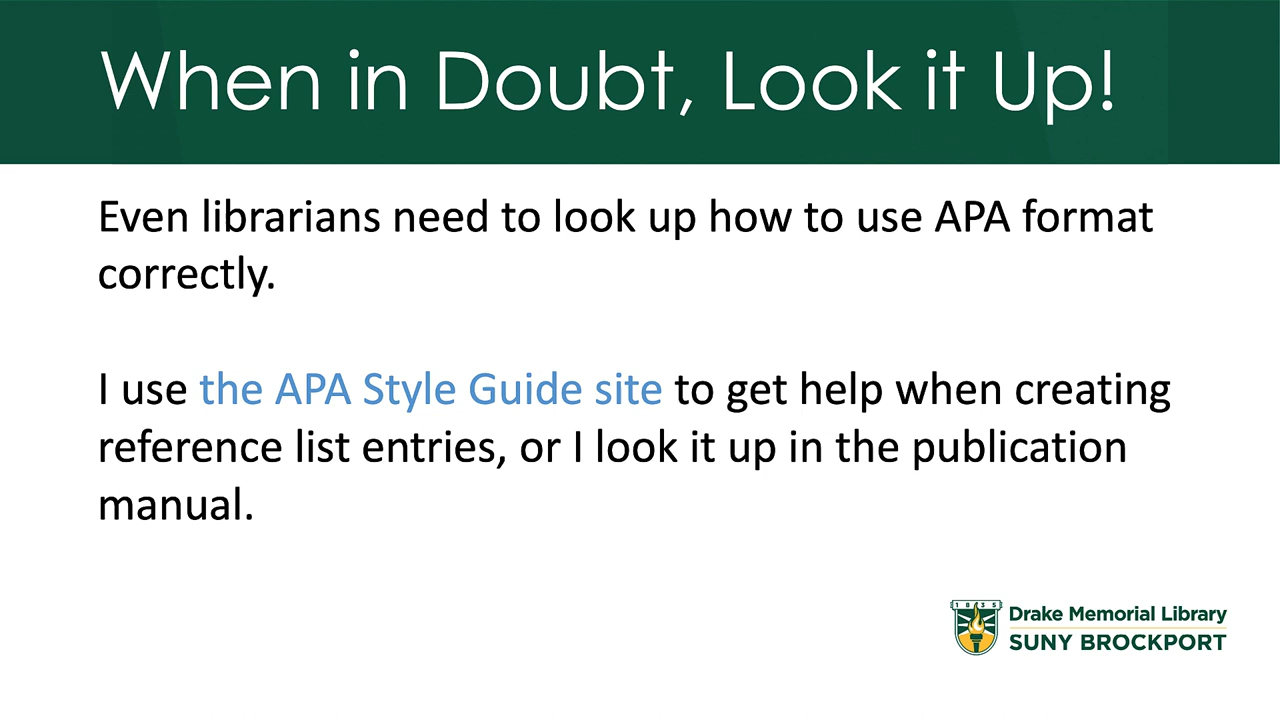 When in Doubt, Look it Up!
Even librarians need to look up how to use APA format
correctly.
I use the APA Style Guide site to get help when creating
reference list entries, or I look it up in the publication
manual.
1835
Drake Memorial Library
SUNY BROCKPORT